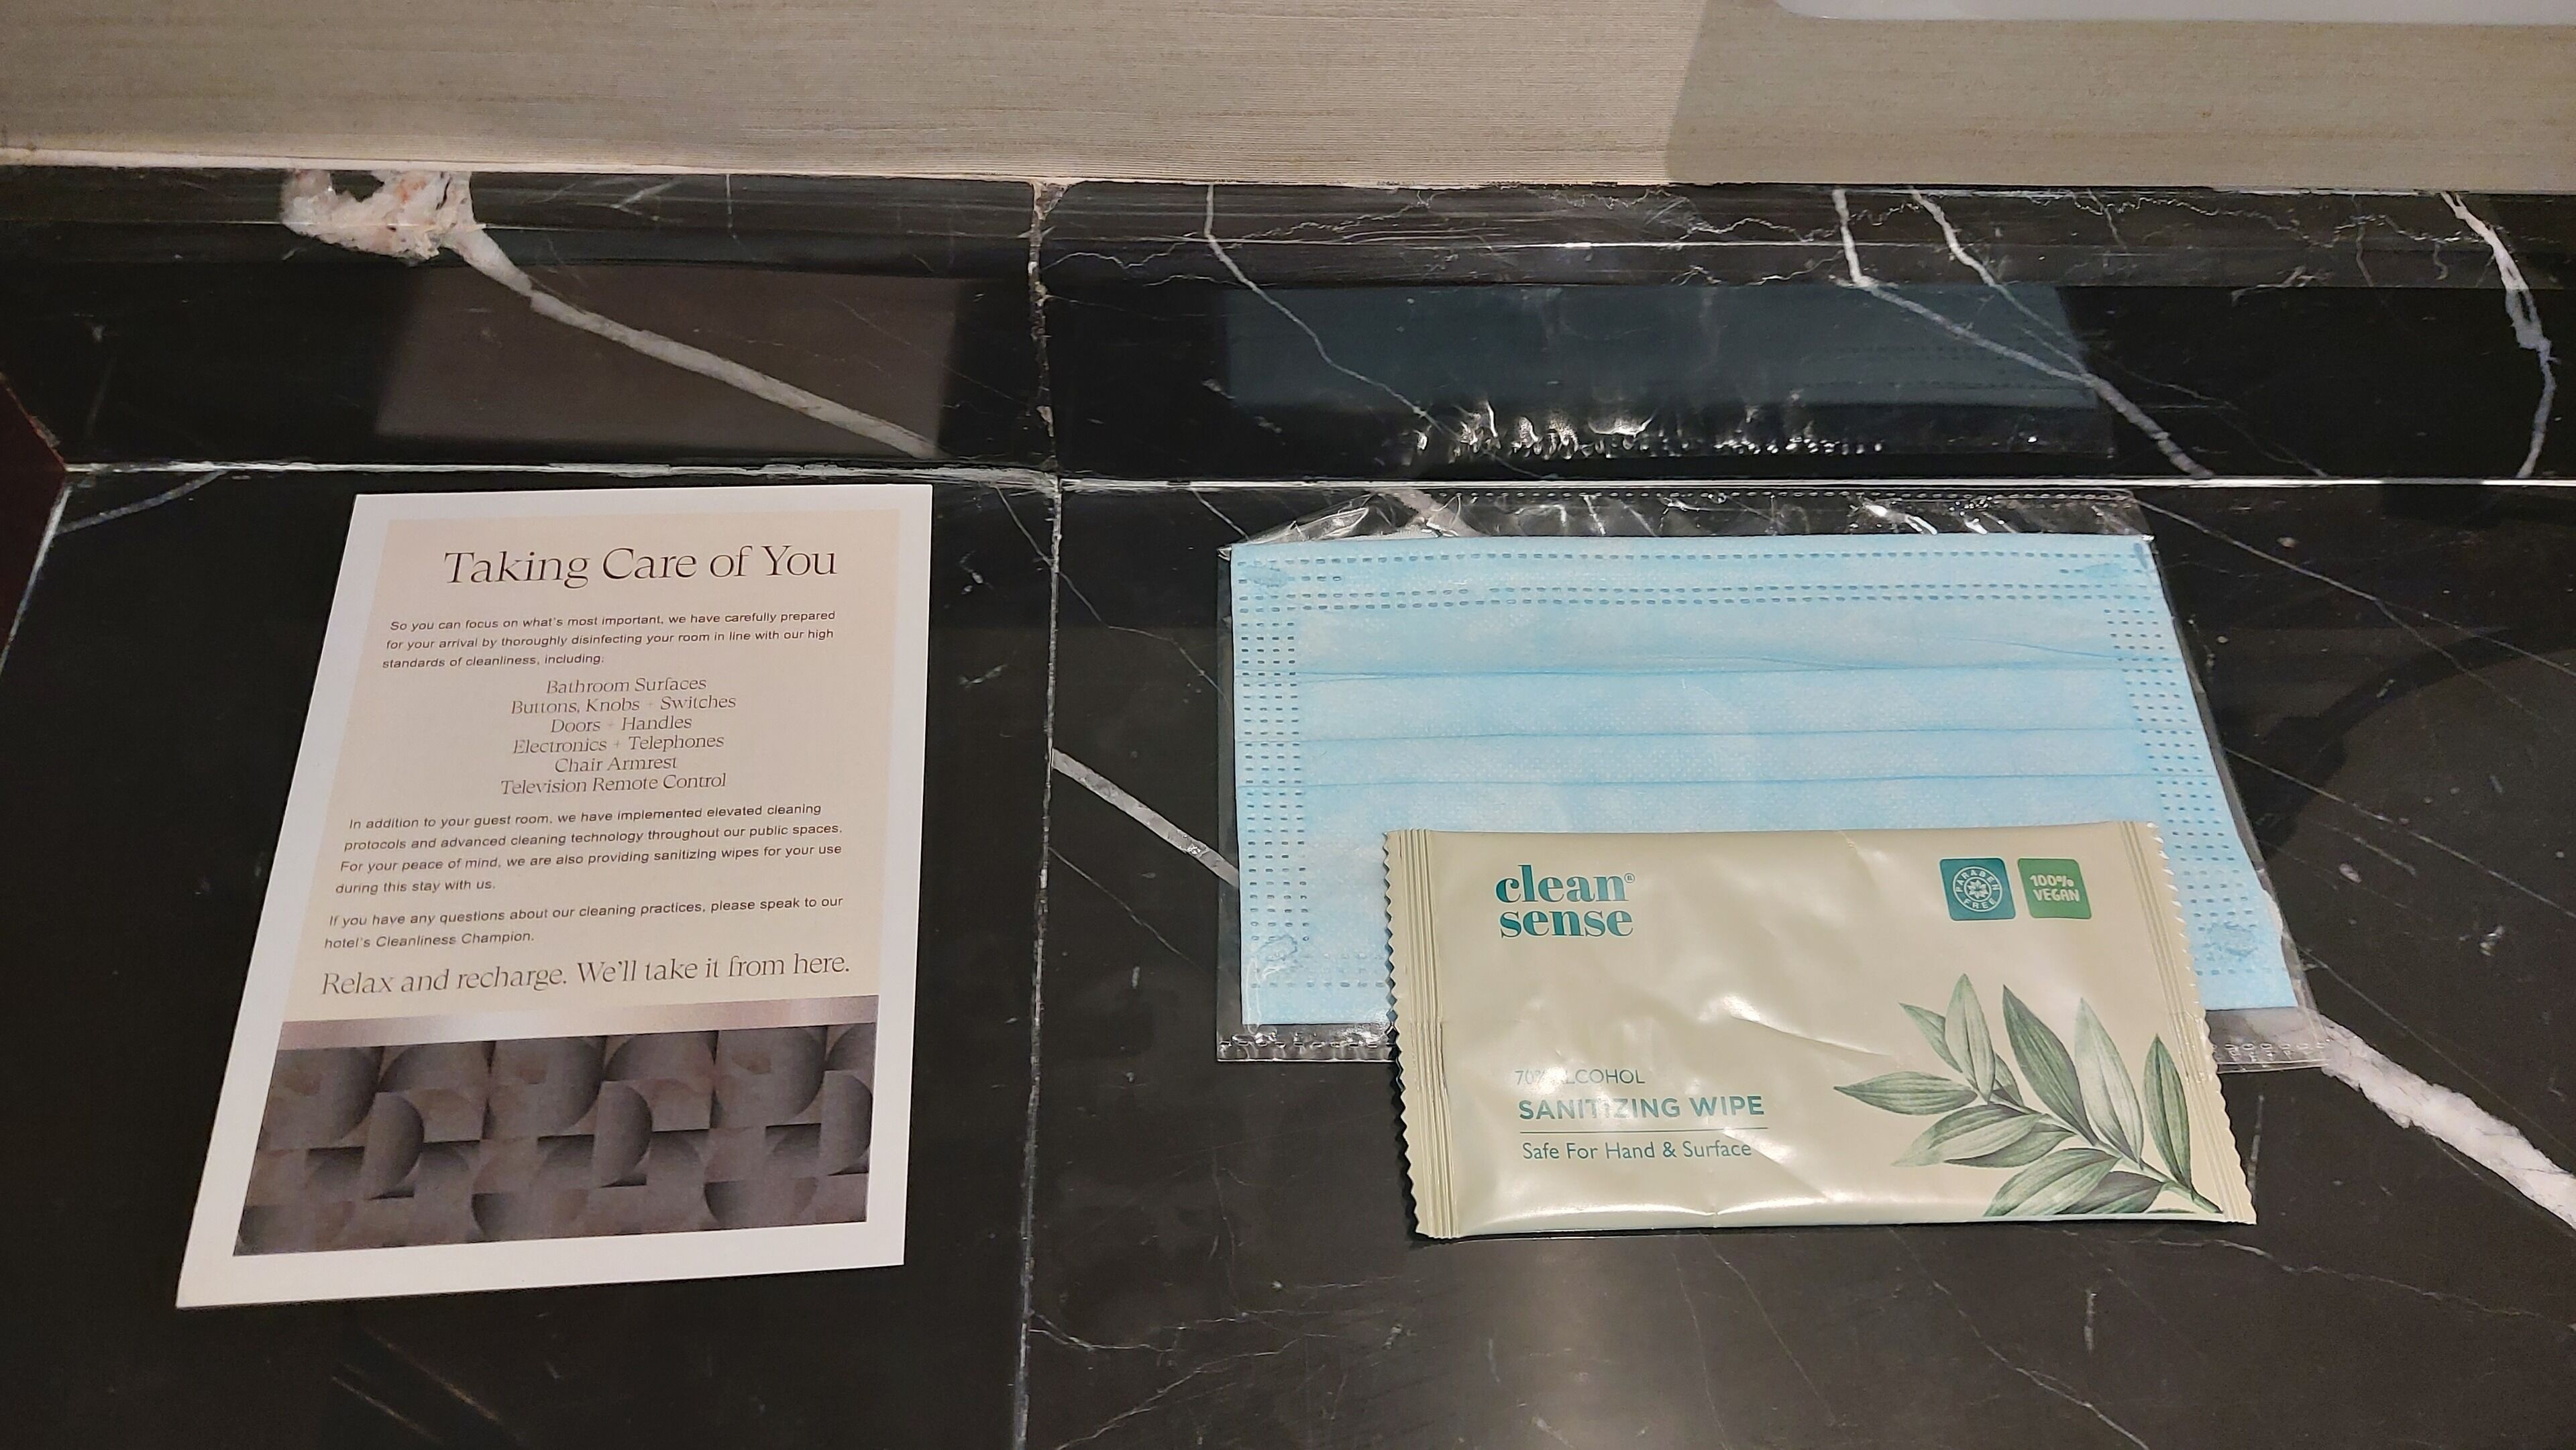 Taking Care of You
So you can focus on what's most important, we have carefully prepared
for your arrival by thoroughly disinfecting your room in line with our high
standards of cleanliness, including:
Bathroom Surfaces
Buttons, Knobs + Switches
Doors + Handles
Electronics + Telephones
Chair Armrest
Television Remote Control
In addition to your guest room, we have implemented elevated cleaning
protocols and advanced cleaning technology throughout our public spaces.
For your peace of mind, we are also providing sanitizing wipes for your use
during this stay with us.
If you have any questions about our cleaning practices, please speak to our
hotel's Cleanliness Champion.
Relax and recharge. We'll take it from here.
clean®
sense
PARABEN
FREE
100%
VEGAN
70% ALCOHOL
SANITIZING WIPE
Safe For Hand & Surface